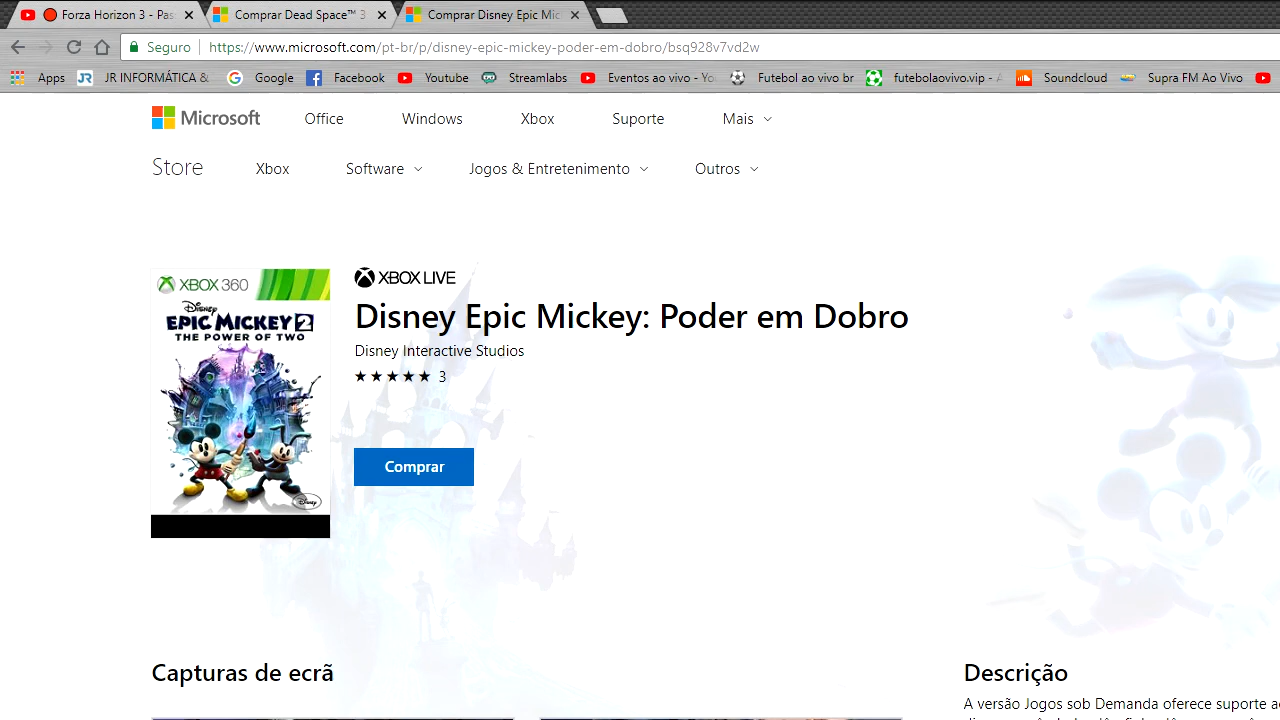 Forza Horizon 3 - Pas
Comprar Dead Space™ 3
Comprar Disney Epic Mic
Seguro
https://www.microsoft.com/pt-br/p/disney-epic-mickey-poder-em-dobro/bsq928v7vd2w
Apps JR INFORMÁTICA & Google Facebook Youtube Streamlabs Eventos ao vivo - Yo Futebol ao vivo br futebolaovivo.vip - A Soundcloud Supra FM Ao Vivo
Microsoft Office Windows Xbox Suporte Mais
Store Xbox Software Jogos & Entretenimento Outros
XBOX 360
Disney
EPIC MICKEY 2
THE POWER OF TWO
Disney
XBOX LIVE
Disney Epic Mickey: Poder em Dobro
Disney Interactive Studios
★★★★★ 3
Comprar
Capturas de ecrã
Descrição
A versão Jogos sob Demanda oferece suporte a